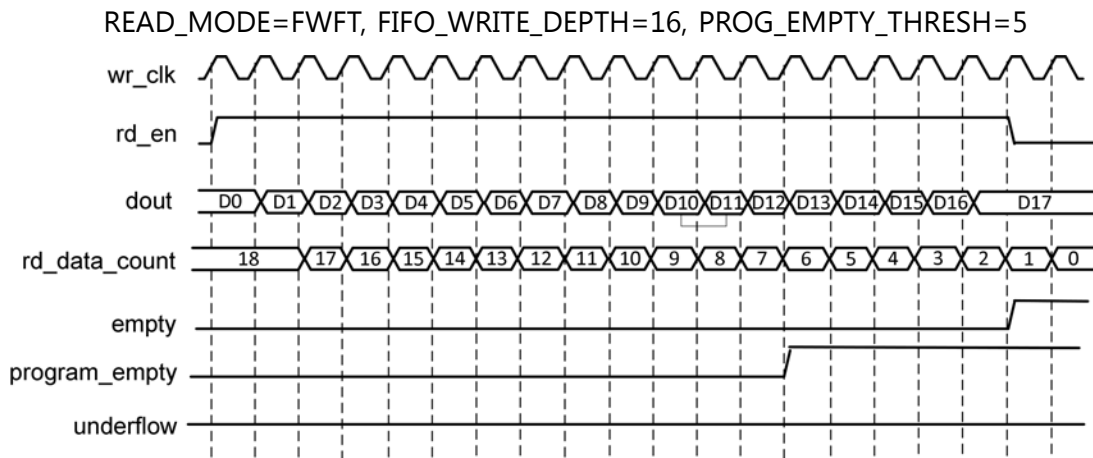 READ_MODE=FWFT, FIFO_WRITE_DEPTH=16, PROG_EMPTY_THRESH=5
wr_clk
rd_en
dout D0 D1 D2 D3 D4 D5 D6 D7 D8 D9 D10 D11 D12 D13 D14 D15 D16 D17
rd_data_count 18 17 16 15 14 13 12 11 10 9 8 7 6 5 4 3 2 1 0
empty
program_empty
underflow